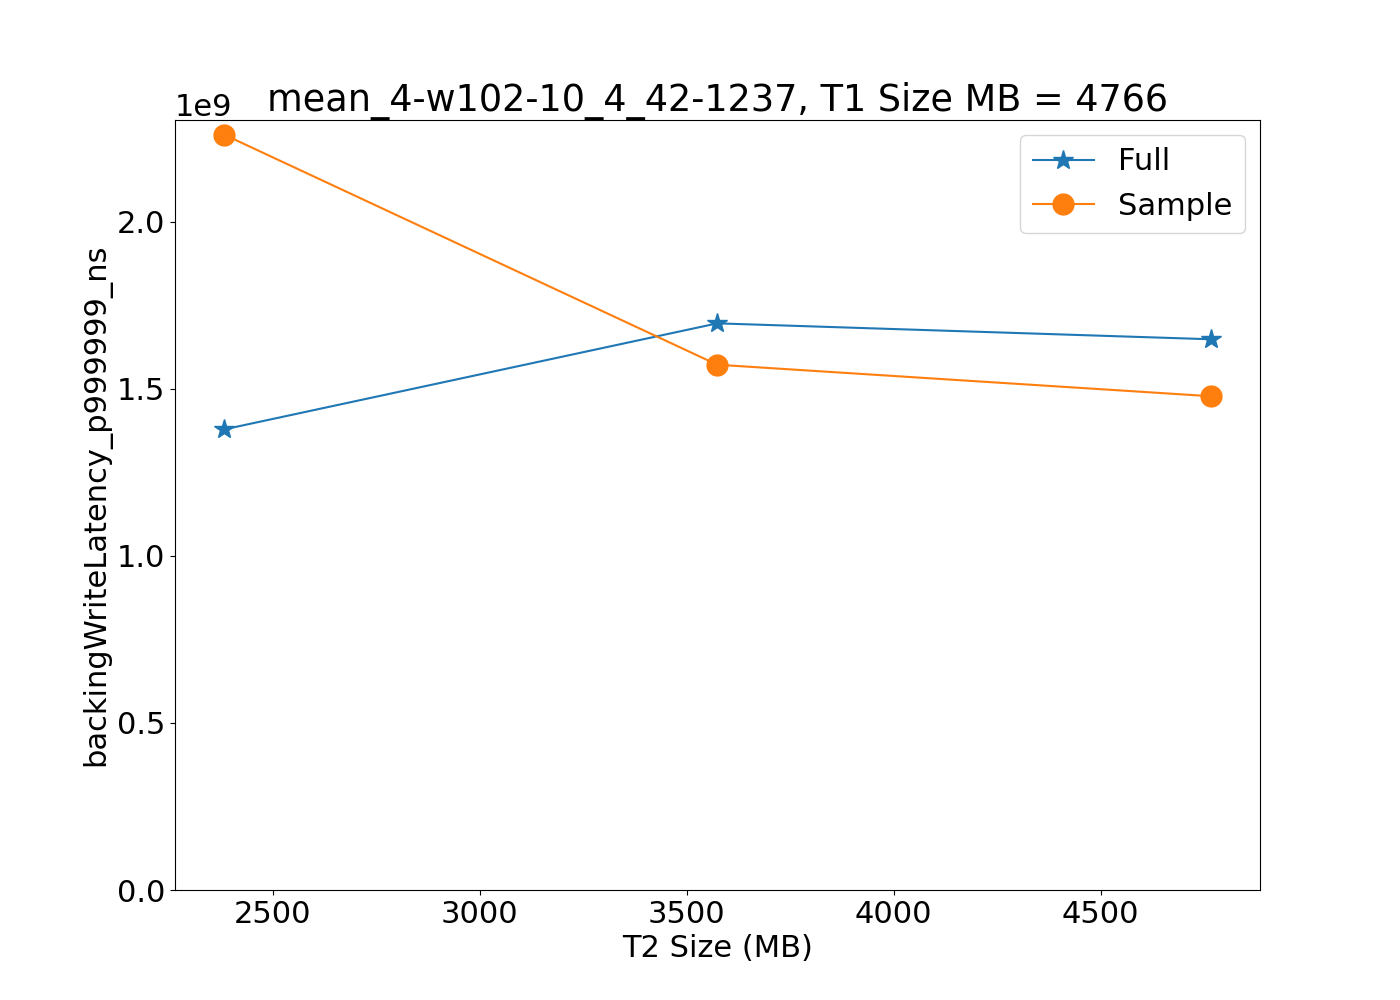 1e9
mean_4-w102-10_4_42-1237, T1 Size MB = 4766
Full
Sample
backingWriteLatency_p999999_ns
2.0
1.5
1.0
0.5
0.0
2500 3000 3500 4000 4500
T2 Size (MB)